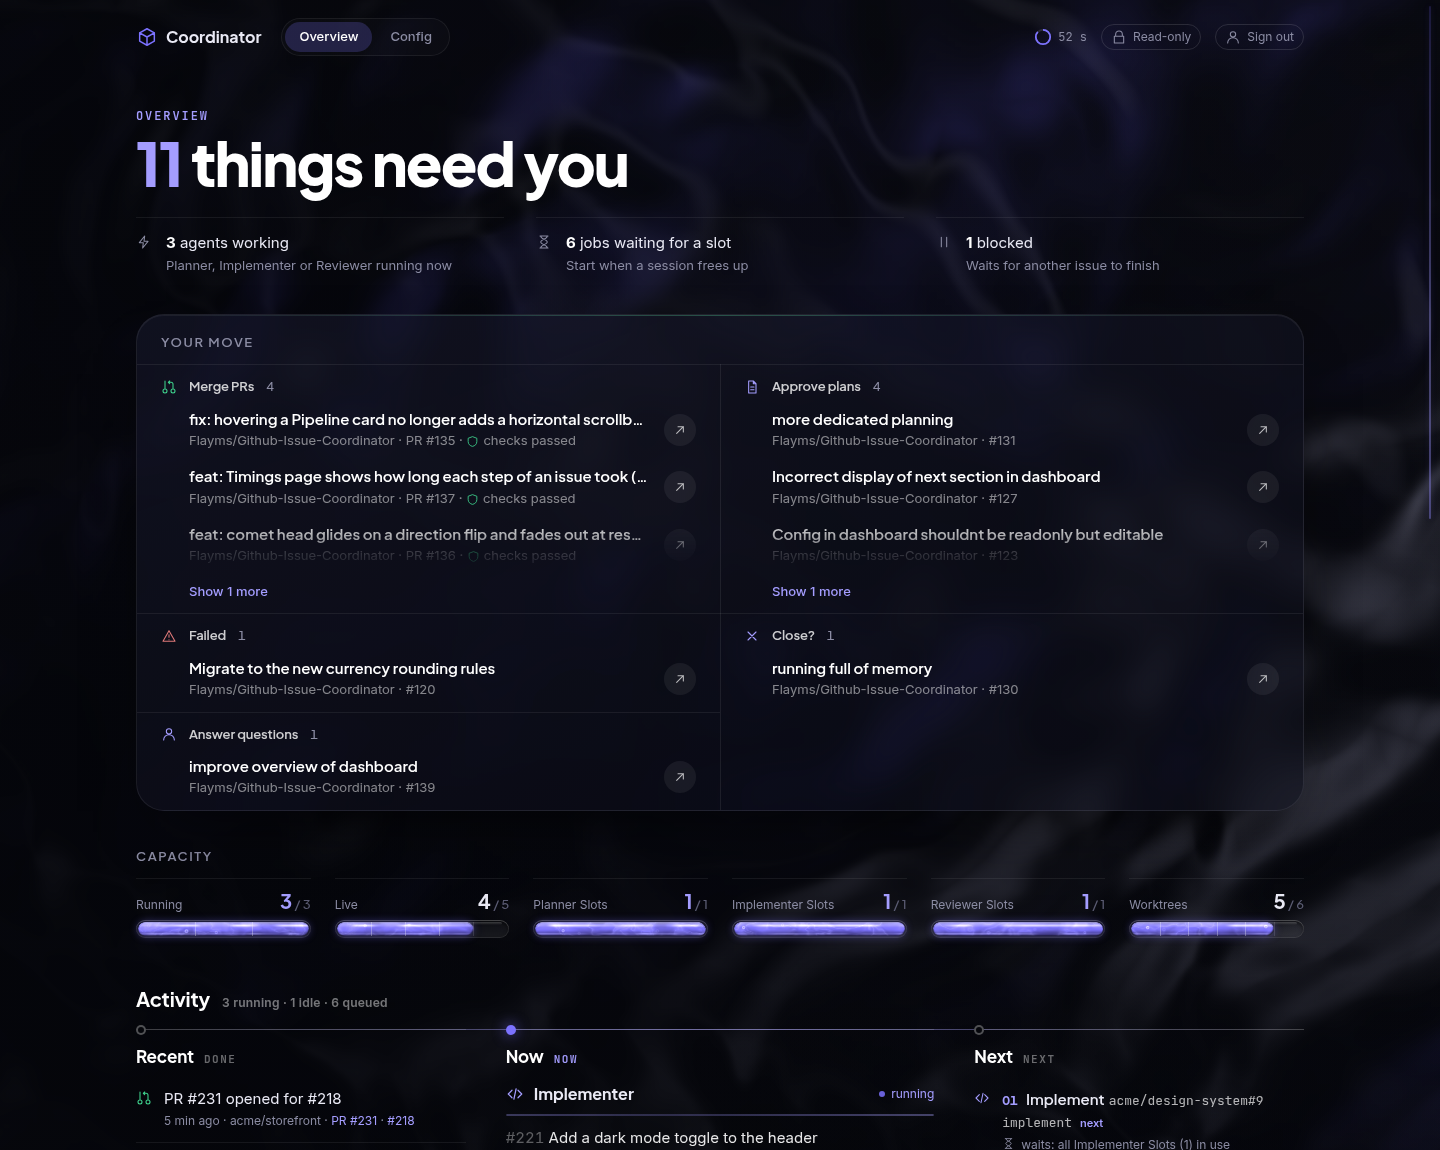 Coordinator
Overview
Config
52 s
Read-only
Sign out
OVERVIEW
11 things need you
3 agents working
Planner, Implementer or Reviewer running now
6 jobs waiting for a slot
Start when a session frees up
1 blocked
Waits for another issue to finish
YOUR MOVE
Merge PRs 4
fix: hovering a Pipeline card no longer adds a horizontal scrollb…
Flayms/Github-Issue-Coordinator · PR #135 · checks passed
feat: Timings page shows how long each step of an issue took (…
Flayms/Github-Issue-Coordinator · PR #137 · checks passed
feat: comet head glides on a direction flip and fades out at res…
Flayms/Github-Issue-Coordinator · PR #136 · checks passed
Show 1 more
Approve plans 4
more dedicated planning
Flayms/Github-Issue-Coordinator · #131
Incorrect display of next section in dashboard
Flayms/Github-Issue-Coordinator · #127
Config in dashboard shouldnt be readonly but editable
Flayms/Github-Issue-Coordinator · #123
Show 1 more
Failed 1
Migrate to the new currency rounding rules
Flayms/Github-Issue-Coordinator · #120
Close? 1
running full of memory
Flayms/Github-Issue-Coordinator · #130
Answer questions 1
improve overview of dashboard
Flayms/Github-Issue-Coordinator · #139
CAPACITY
Running 3 / 3
Live 4 / 5
Planner Slots 1 / 1
Implementer Slots 1 / 1
Reviewer Slots 1 / 1
Worktrees 5 / 6
Activity 3 running · 1 idle · 6 queued
Recent DONE
PR #231 opened for #218
5 min ago · acme/storefront · PR #231 · #218
Now NOW
Implementer
running
#221 Add a dark mode toggle to the header
Next NEXT
01 Implement acme/design-system#9
implement next
waits: all Implementer Slots (1) in use